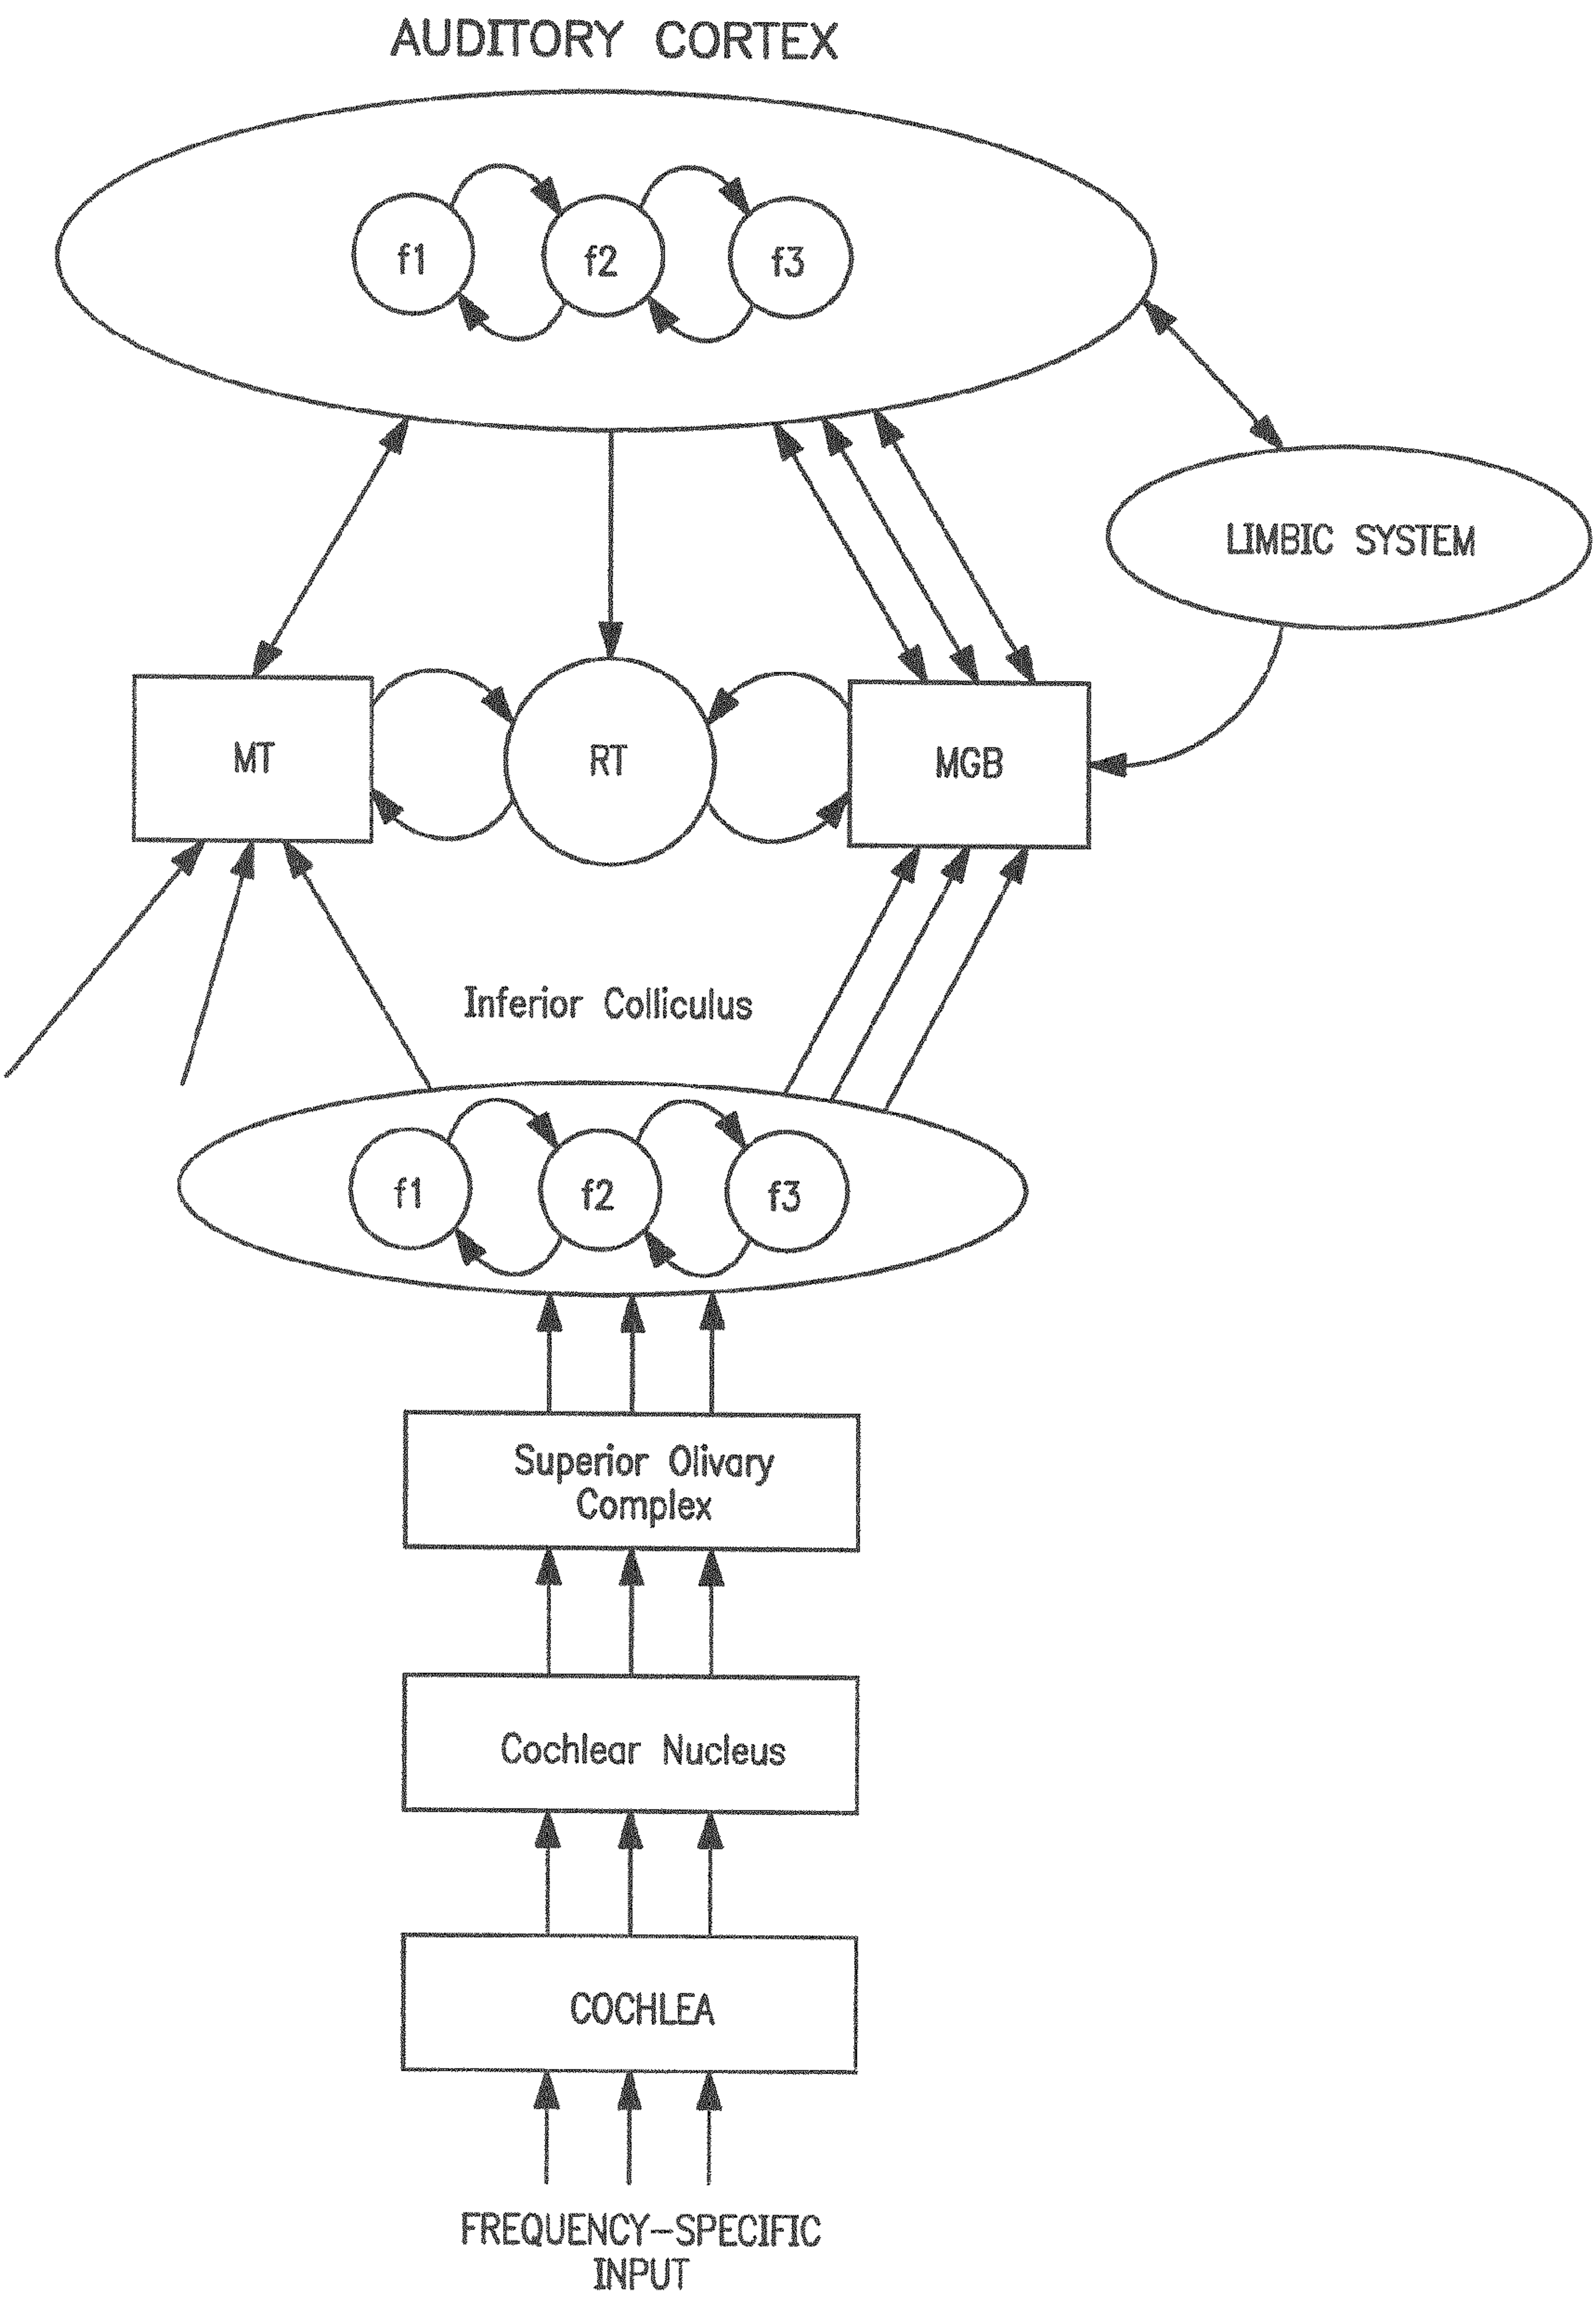 AUDITORY CORTEX
f1
f2
f3
LIMBIC SYSTEM
MT
RT
MGB
Inferior Colliculus
f1
f2
f3
Superior Olivary
Complex
Cochlear Nucleus
COCHLEA
FREQUENCY-SPECIFIC
INPUT